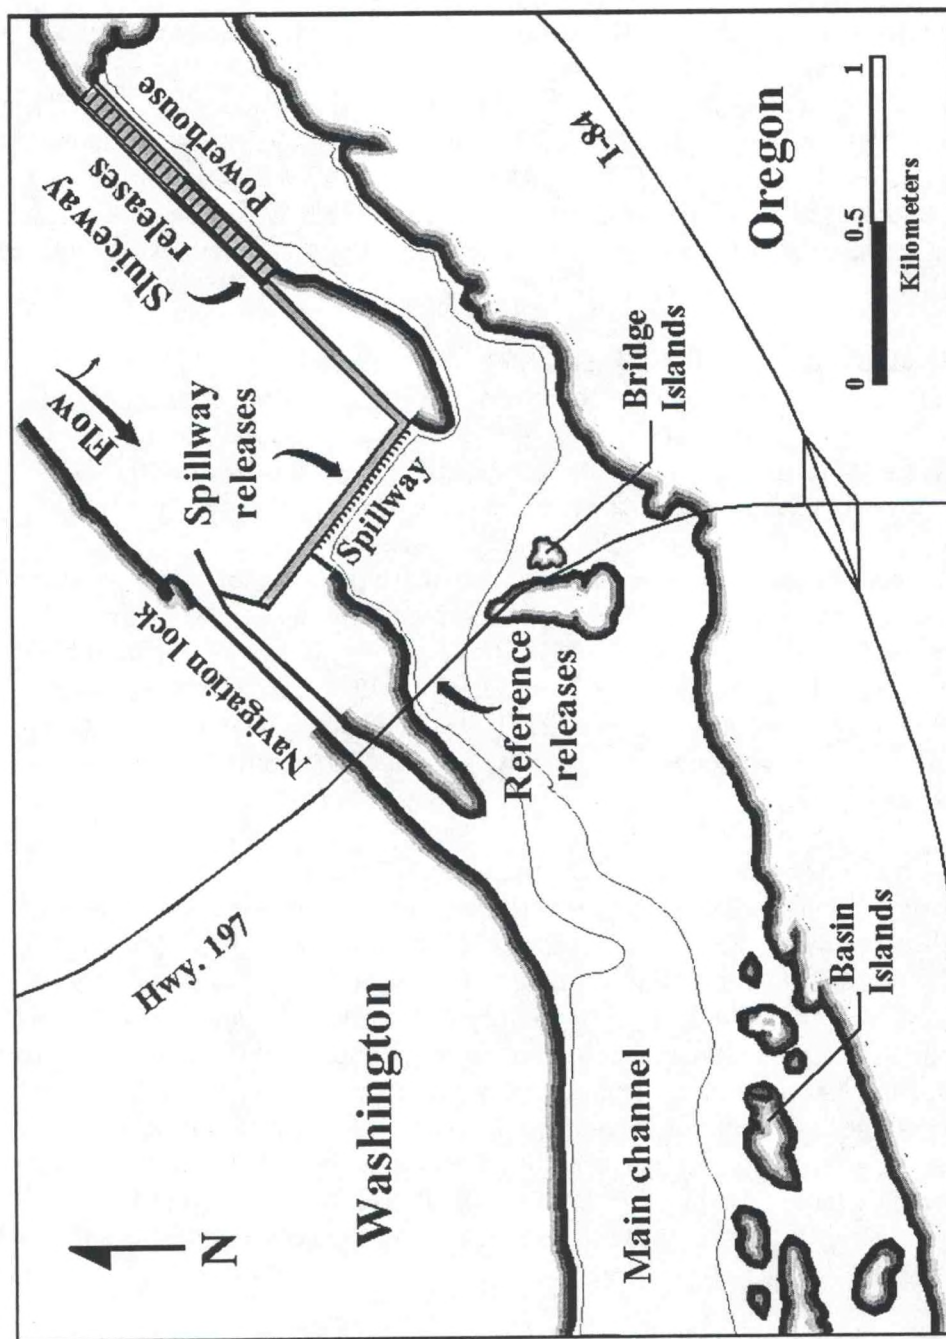 Flow
Sluiceway
releases
Powerhouse
Spillway
releases
Spillway
Navigation lock
Hwy. 197
N
Washington
Reference
releases
Bridge
Islands
Main channel
Basin
Islands
I-84
Oregon
0
0.5
1
Kilometers